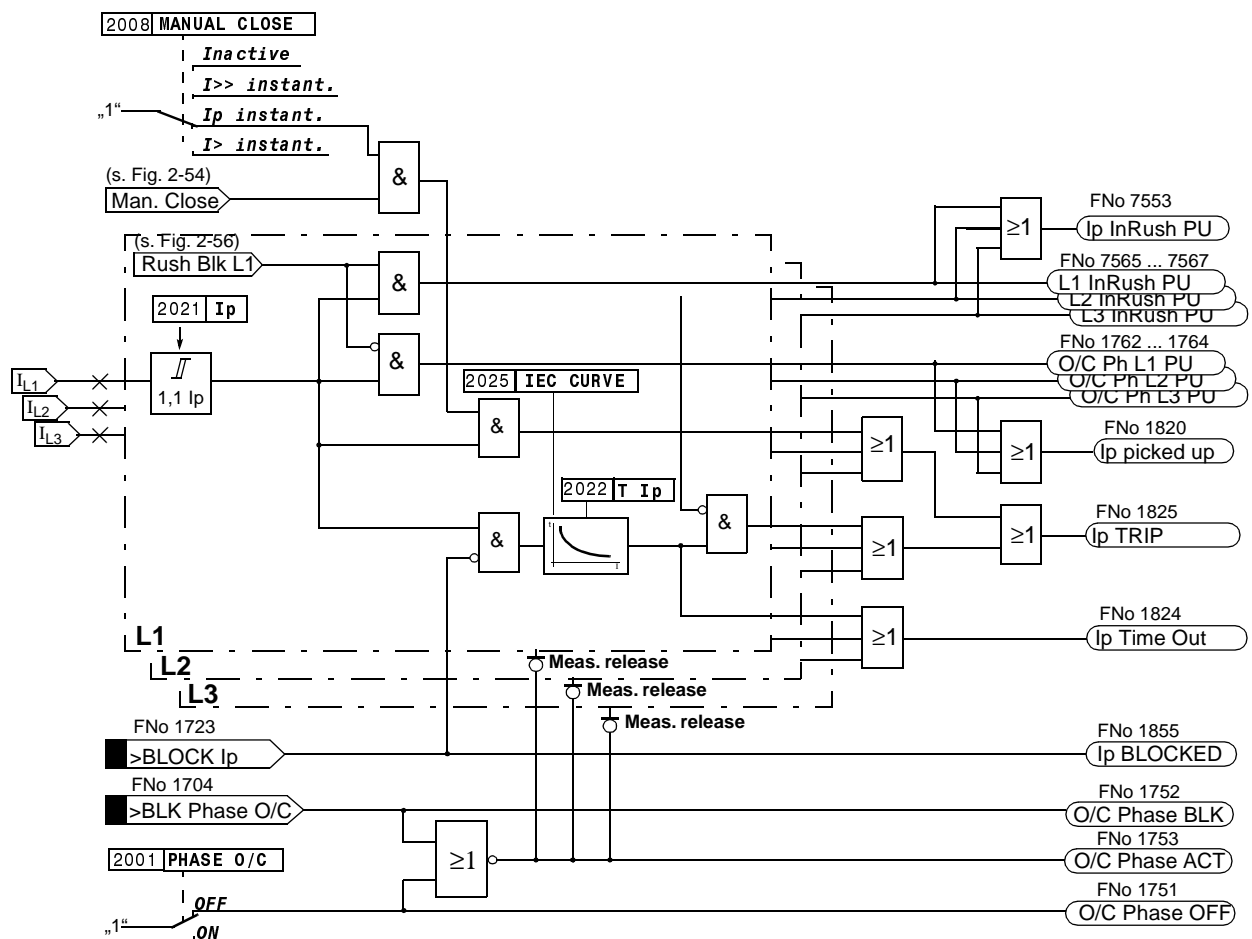 2008 MANUAL CLOSE
Inactive
I>> instant.
„1“
Ip instant.
I> instant.
(s. Fig. 2-54)
Man. Close
&
(s. Fig. 2-56)
Rush Blk L1
&
2021 Ip
&
1,1 Ip
IL1
IL2
IL3
2025 IEC CURVE
&
2022 T Ip
&
t
I
&
L1
L2
L3
Meas. release
Meas. release
Meas. release
≥1
≥1
≥1
≥1
≥1
≥1
FNo 7553
Ip InRush PU
FNo 7565 ... 7567
L1 InRush PU
L2 InRush PU
L3 InRush PU
FNo 1762 ... 1764
O/C Ph L1 PU
O/C Ph L2 PU
O/C Ph L3 PU
FNo 1820
Ip picked up
FNo 1825
Ip TRIP
FNo 1824
Ip Time Out
FNo 1723
>BLOCK Ip
FNo 1855
Ip BLOCKED
FNo 1704
>BLK Phase O/C
FNo 1752
O/C Phase BLK
≥1
FNo 1753
O/C Phase ACT
2001 PHASE O/C
OFF
„1“
ON
FNo 1751
O/C Phase OFF